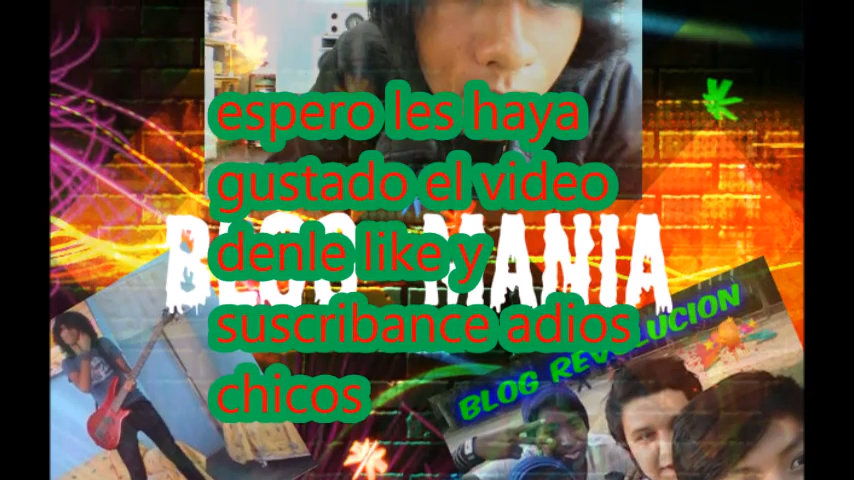 espero les haya
gustado el video
BLOG MANIA
denle like y
suscribance adios
chicos
BLOG REVOLUCION